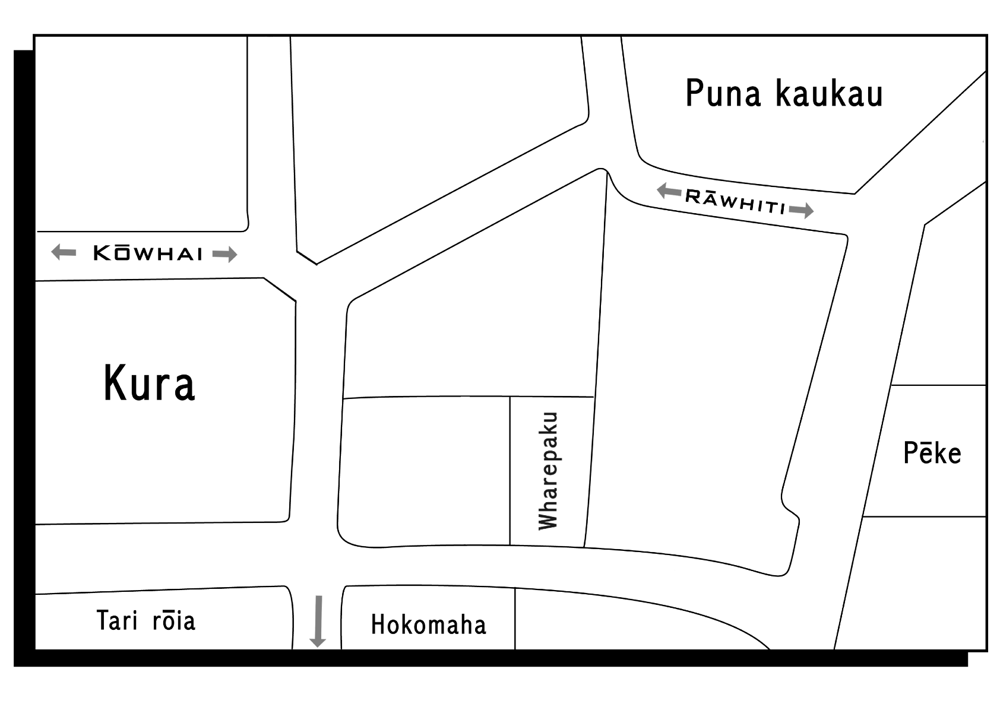 Puna kaukau
RĀWHITI
KŌWHAI
Kura
Wharepaku
Pēke
Tari rōia
Hokomaha